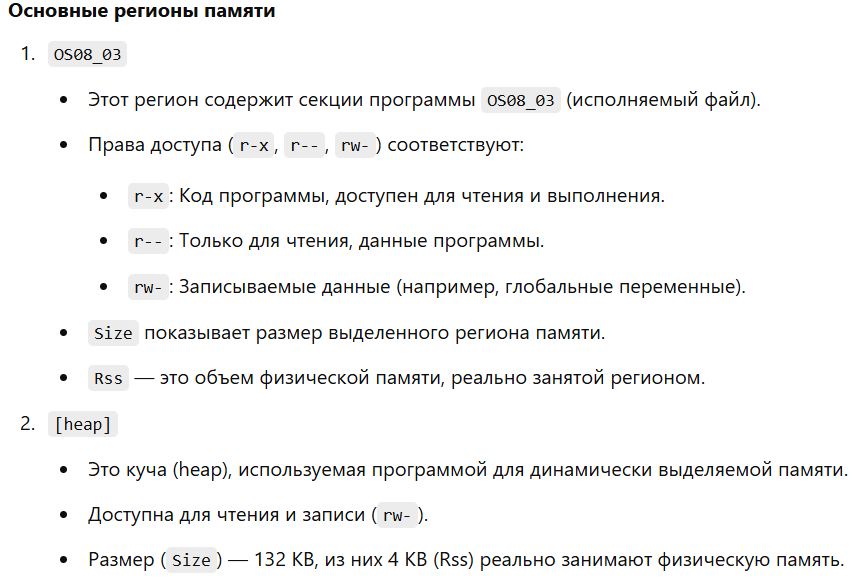 Основные регионы памяти
1. OS08_03
• Этот регион содержит секции программы OS08_03 (исполняемый файл).
• Права доступа (r-x, r--, rw-) соответствуют:
• r-x: Код программы, доступен для чтения и выполнения.
• r--: Только для чтения, данные программы.
• rw-: Записываемые данные (например, глобальные переменные).
• Size показывает размер выделенного региона памяти.
• Rss — это объем физической памяти, реально занятой регионом.
2. [heap]
• Это куча (heap), используемая программой для динамически выделяемой памяти.
• Доступна для чтения и записи (rw-).
• Размер (Size) — 132 KB, из них 4 KB (Rss) реально занимают физическую память.